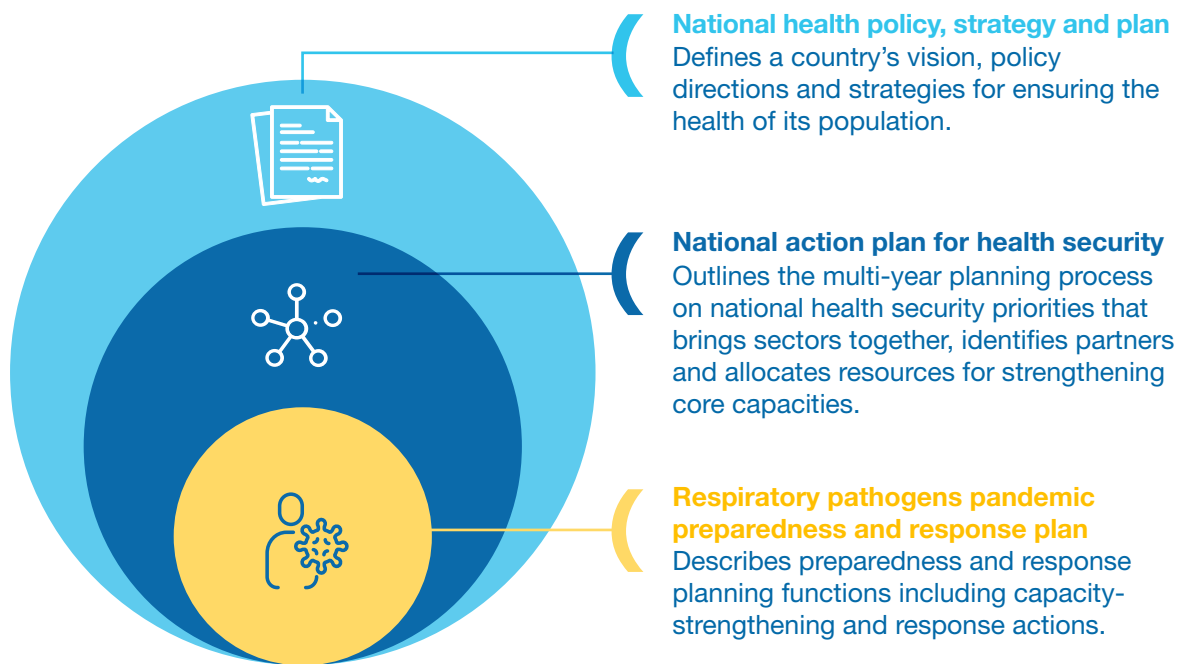 National health policy, strategy and plan
Defines a country’s vision, policy
directions and strategies for ensuring the
health of its population.
National action plan for health security
Outlines the multi-year planning process
on national health security priorities that
brings sectors together, identifies partners
and allocates resources for strengthening
core capacities.
Respiratory pathogens pandemic
preparedness and response plan
Describes preparedness and response
planning functions including capacity-
strengthening and response actions.